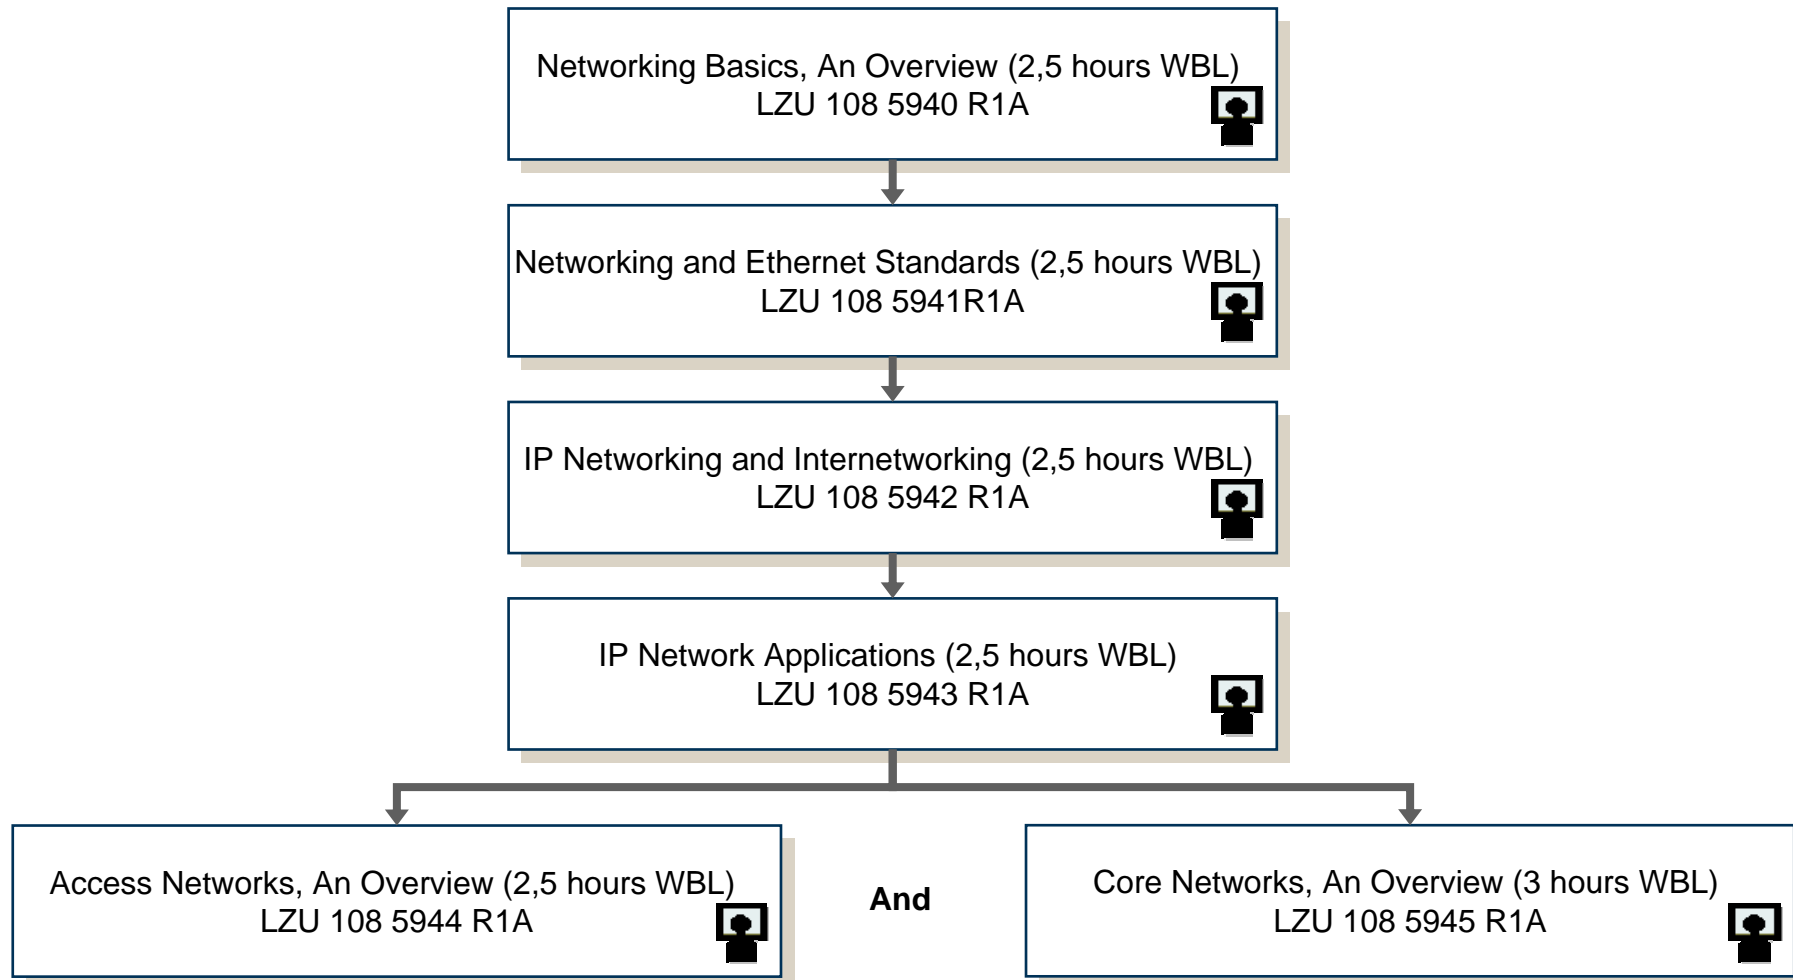 Networking Basics, An Overview (2,5 hours WBL)
LZU 108 5940 R1A
Networking and Ethernet Standards (2,5 hours WBL)
LZU 108 5941R1A
IP Networking and Internetworking (2,5 hours WBL)
LZU 108 5942 R1A
IP Network Applications (2,5 hours WBL)
LZU 108 5943 R1A
Access Networks, An Overview (2,5 hours WBL)
LZU 108 5944 R1A
And
Core Networks, An Overview (3 hours WBL)
LZU 108 5945 R1A